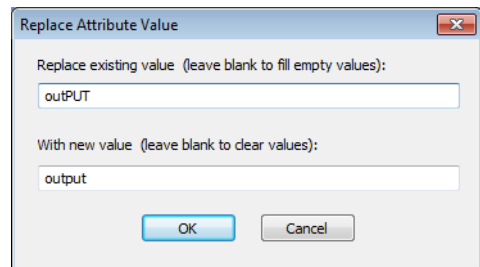 Replace Attribute Value
Replace existing value (leave blank to fill empty values):
outPUT
With new value (leave blank to clear values):
output
OK Cancel